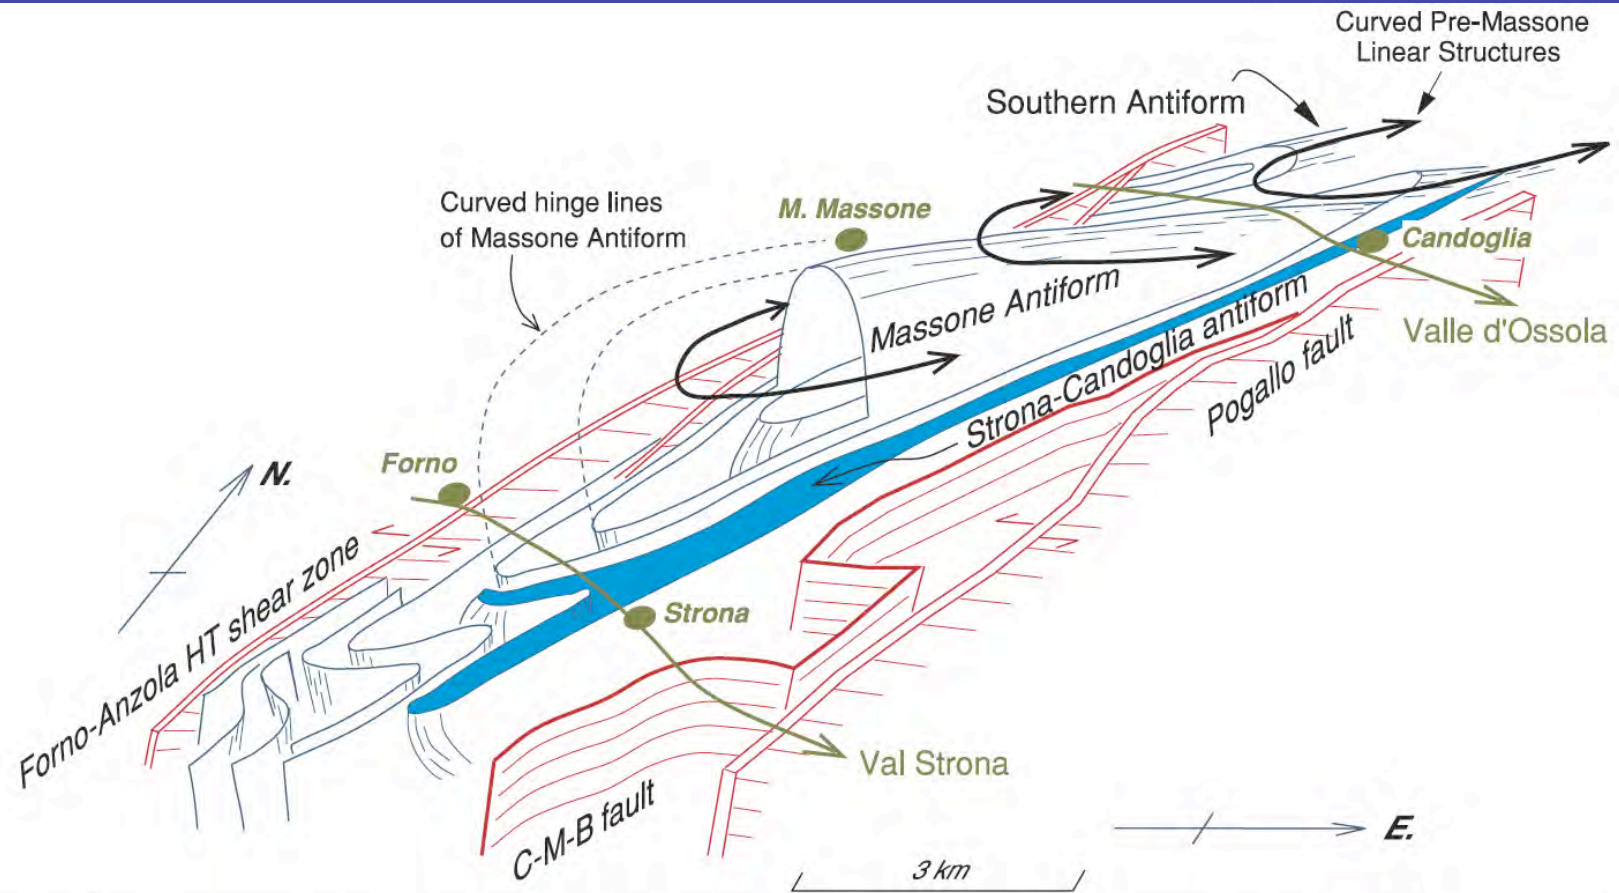 Curved Pre-Massone
Linear Structures
Southern Antiform
Curved hinge lines
of Massone Antiform
M. Massone
Candoglia
Massone Antiform
Valle d'Ossola
Strona-Candoglia antiform
Pogallo fault
Forno
N.
Strona
Forno-Anzola HT shear zone
Val Strona
C-M-B fault
E.
3 km